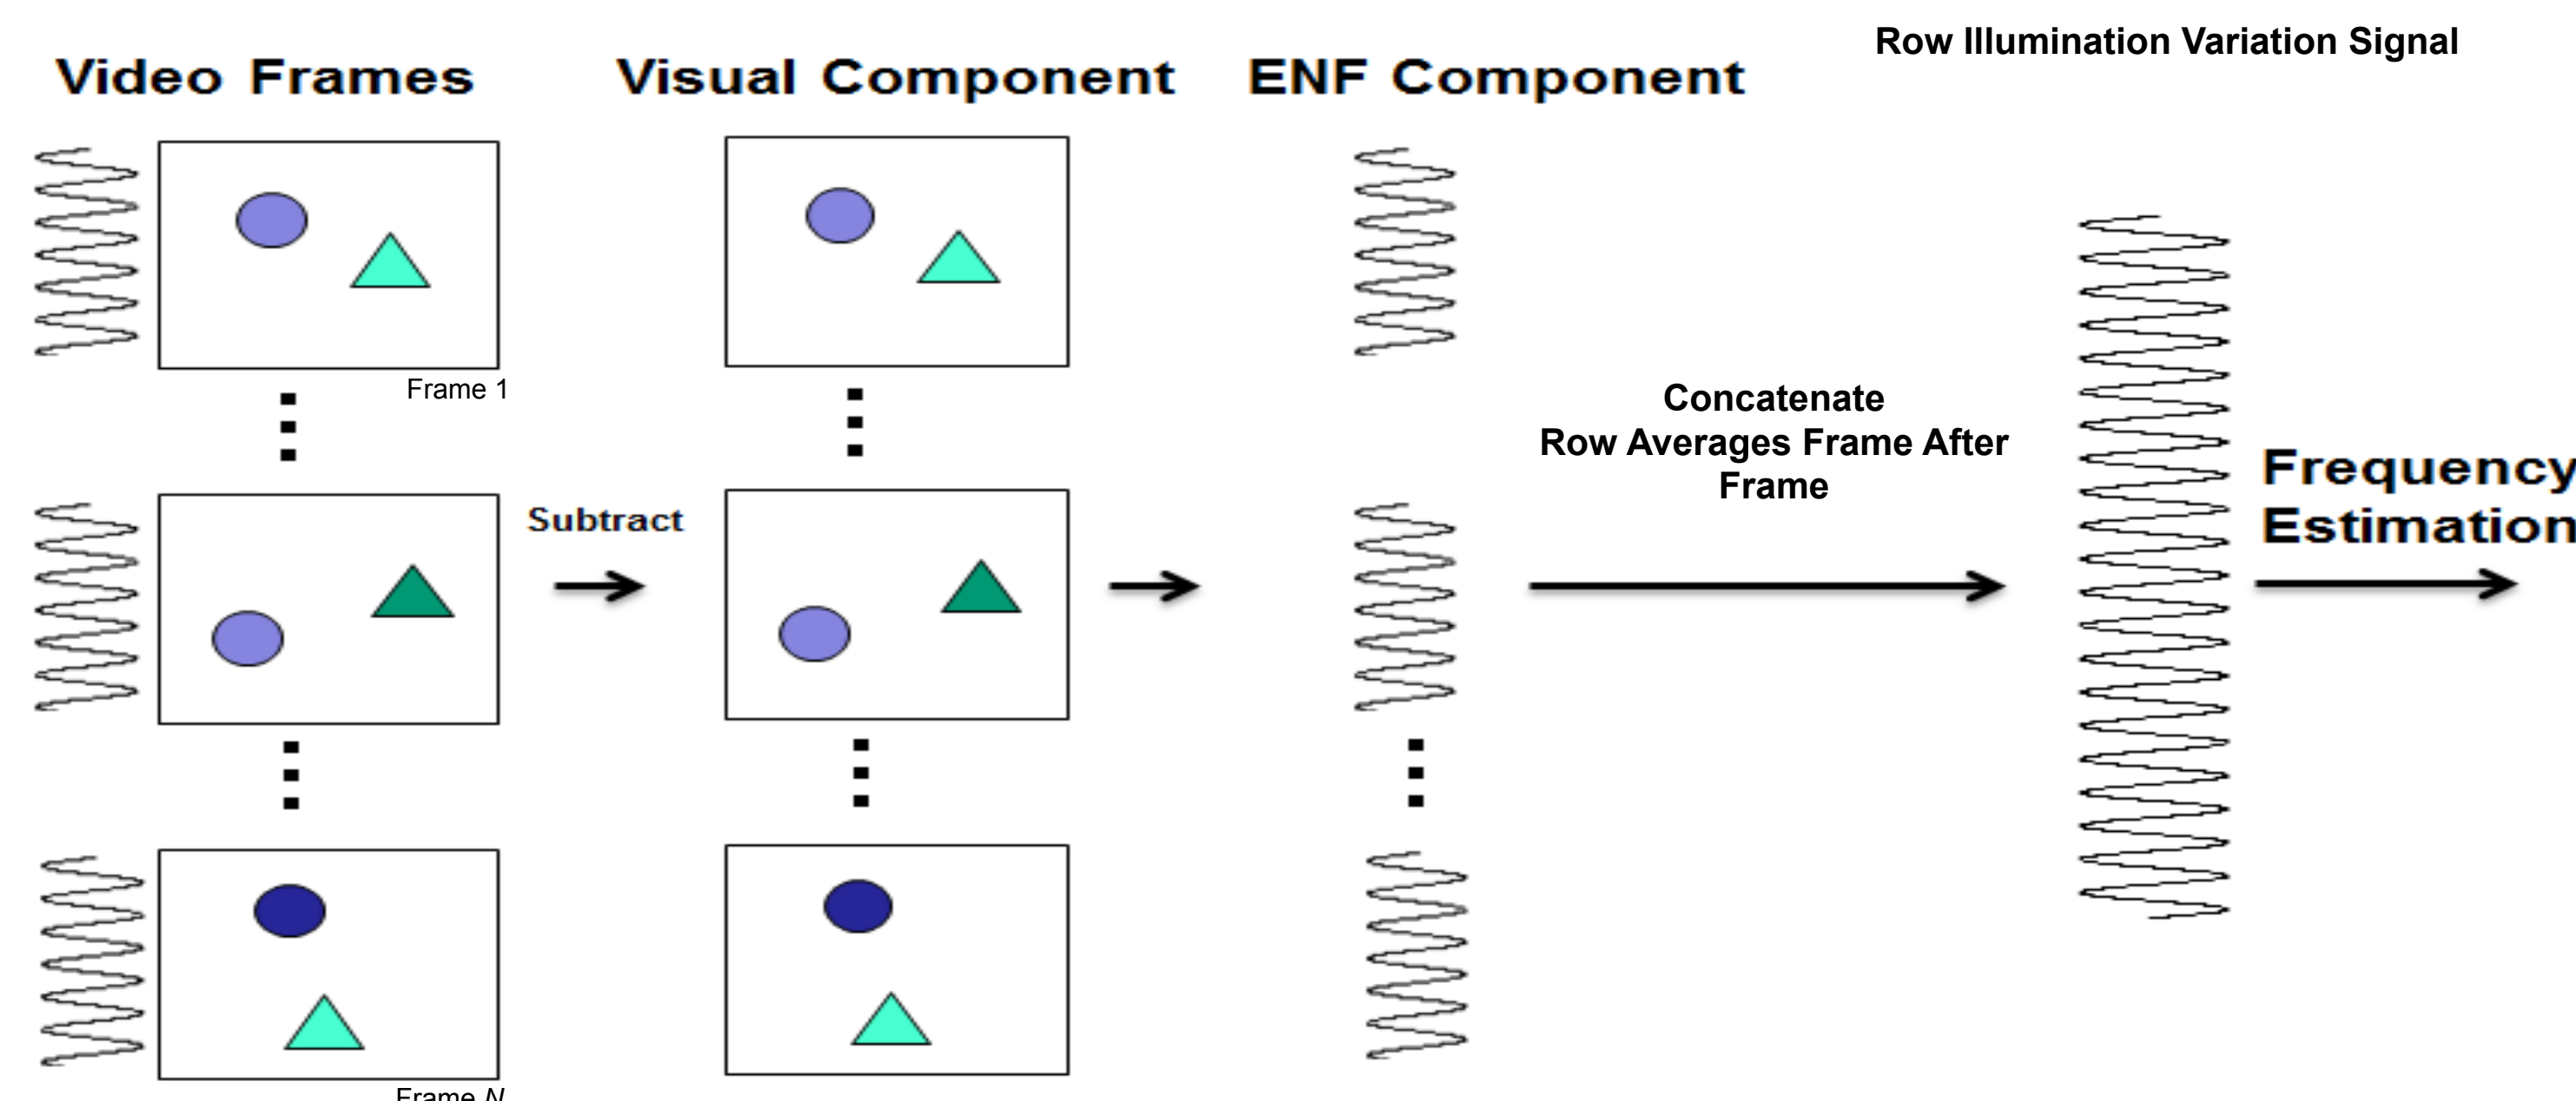 Row Illumination Variation Signal
Video Frames
Visual Component
ENF Component
Frame 1
Concatenate
Row Averages Frame After
Frame
Subtract
Frequency
Estimation
Frame N